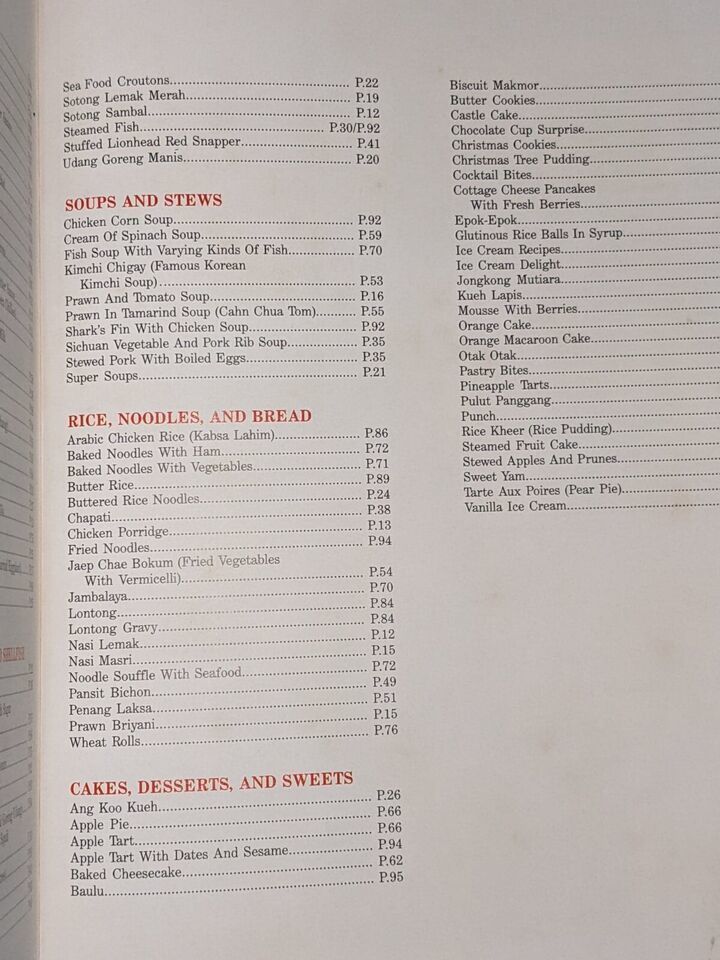 Sea Food Croutons.......... P.22
Sotong Lemak Merah.......... P.19
Sotong Sambal.......... P.12
Steamed Fish.......... P.30/P.92
Stuffed Lionhead Red Snapper.......... P.41
Udang Goreng Manis.......... P.20
SOUPS AND STEWS
Chicken Corn Soup.......... P.92
Cream Of Spinach Soup.......... P.59
Fish Soup With Varying Kinds Of Fish.......... P.70
Kimchi Chigay (Famous Korean
Kimchi Soup).......... P.53
Prawn And Tomato Soup.......... P.16
Prawn In Tamarind Soup (Cahn Chua Tom).......... P.55
Shark's Fin With Chicken Soup.......... P.92
Sichuan Vegetable And Pork Rib Soup.......... P.35
Stewed Pork With Boiled Eggs.......... P.35
Super Soups.......... P.21
RICE, NOODLES, AND BREAD
Arabic Chicken Rice (Kabsa Lahim).......... P.86
Baked Noodles With Ham.......... P.72
Baked Noodles With Vegetables.......... P.71
Butter Rice.......... P.89
Buttered Rice Noodles.......... P.24
Chapati.......... P.38
Chicken Porridge.......... P.13
Fried Noodles.......... P.94
Jaep Chae Bokum (Fried Vegetables
With Vermicelli).......... P.54
Jambalaya.......... P.70
Lontong.......... P.84
Lontong Gravy.......... P.84
Nasi Lemak.......... P.12
Nasi Masri.......... P.15
Noodle Souffle With Seafood.......... P.72
Pansit Bichon.......... P.49
Penang Laksa.......... P.51
Prawn Briyani.......... P.15
Wheat Rolls.......... P.76
CAKES, DESSERTS, AND SWEETS
Ang Koo Kueh.......... P.26
Apple Pie.......... P.66
Apple Tart.......... P.66
Apple Tart With Dates And Sesame.......... P.94
Baked Cheesecake.......... P.62
Baulu.......... P.95
Biscuit Makmor..........
Butter Cookies..........
Castle Cake..........
Chocolate Cup Surprise..........
Christmas Cookies..........
Christmas Tree Pudding..........
Cocktail Bites..........
Cottage Cheese Pancakes
With Fresh Berries..........
Epok-Epok..........
Glutinous Rice Balls In Syrup..........
Ice Cream Recipes..........
Ice Cream Delight..........
Jongkong Mutiara..........
Kueh Lapis..........
Mousse With Berries..........
Orange Cake..........
Orange Macaroon Cake..........
Otak Otak..........
Pastry Bites..........
Pineapple Tarts..........
Pulut Panggang..........
Punch..........
Rice Kheer (Rice Pudding)..........
Steamed Fruit Cake..........
Stewed Apples And Prunes..........
Sweet Yam..........
Tarte Aux Poires (Pear Pie)..........
Vanilla Ice Cream..........